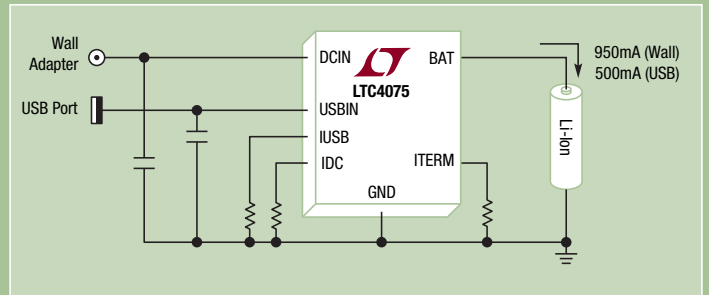 Wall
Adapter
USB Port
DCIN
BAT
LTC4075
USBIN
IUSB
IDC
ITERM
GND
950mA (Wall)
500mA (USB)
Li-Ion